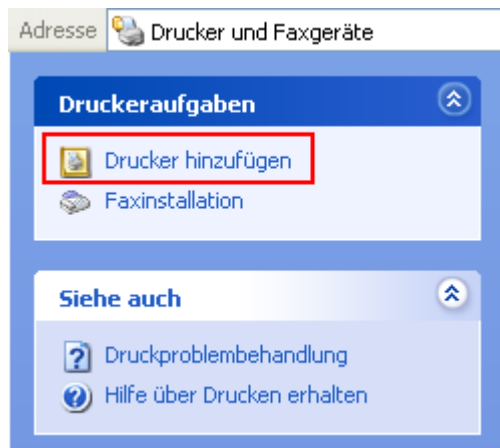 Adresse Drucker und Faxgeräte
Druckeraufgaben
Drucker hinzufügen
Faxinstallation
Siehe auch
Druckproblembehandlung
Hilfe über Drucken erhalten